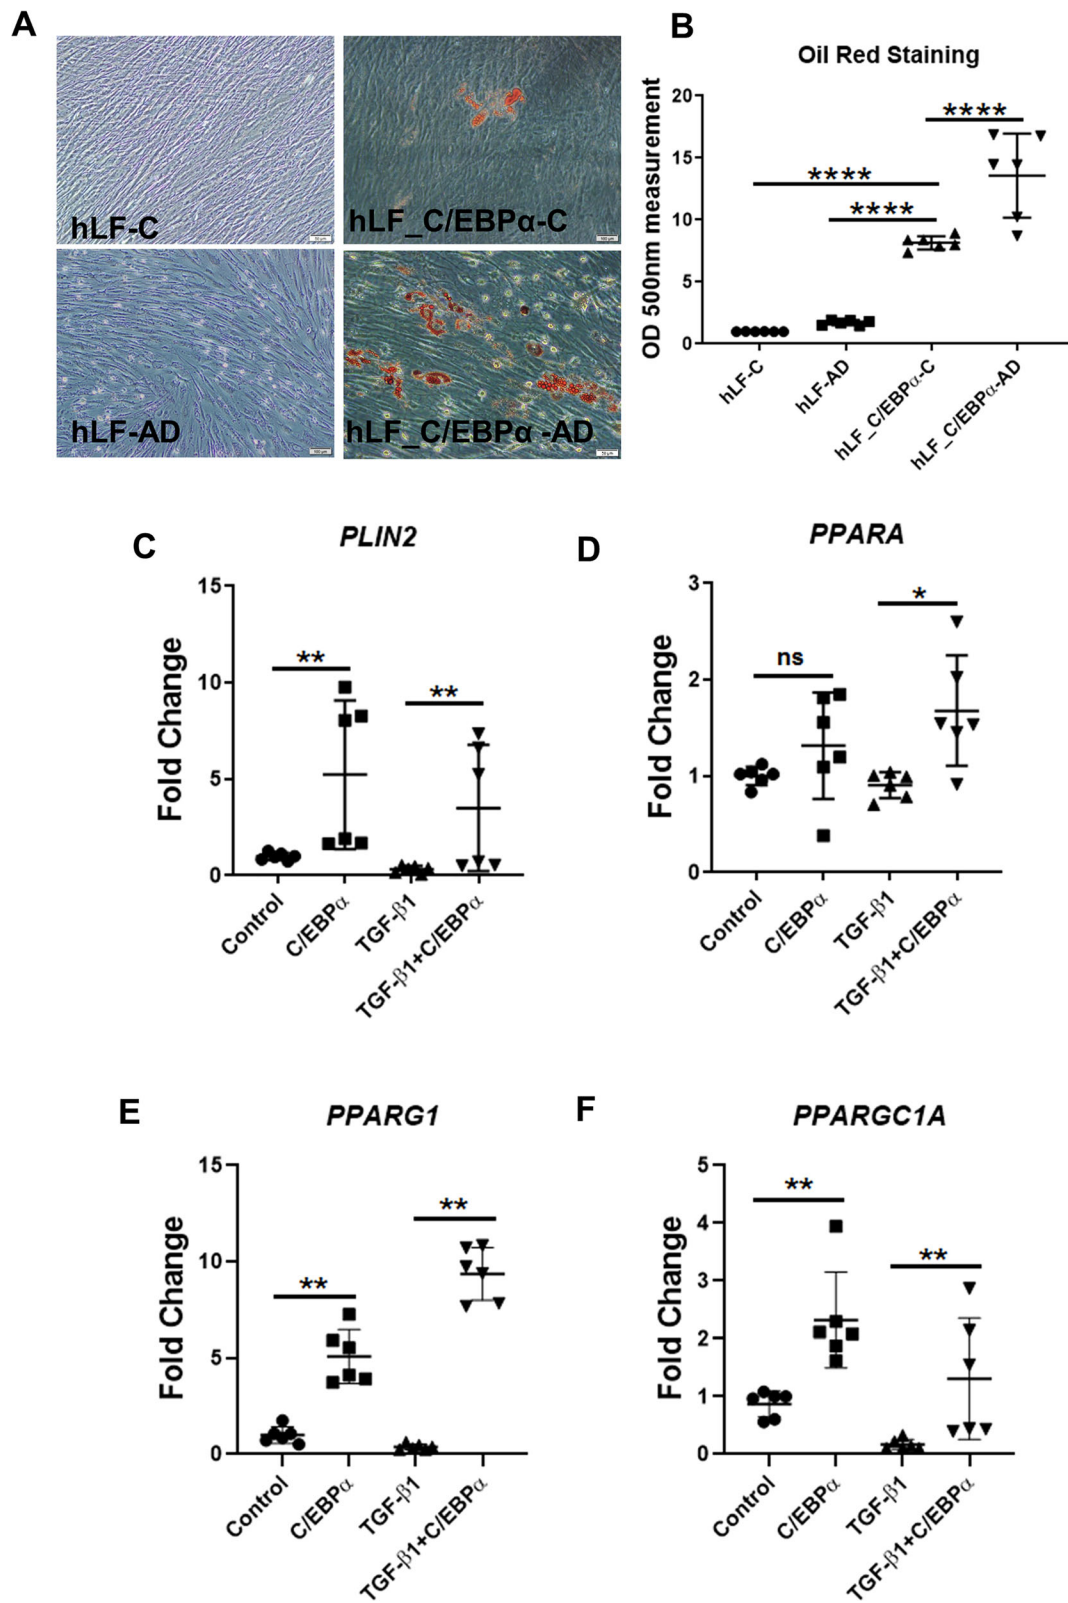 A
hLF-C
hLF_C/EBPα-C
hLF-AD
hLF_C/EBPα -AD
B
Oil Red Staining
OD 500nm measurement
20
15
10
5
0
****
****
****
hLF-C
hLF-AD
hLF_C/EBPα-C
hLF_C/EBPα-AD
C
PLIN2
Fold Change
15
10
5
0
**
**
Control
C/EBPα
TGF-β1
TGF-β1+C/EBPα
D
PPARA
Fold Change
3
2
1
0
ns
*
Control
C/EBPα
TGF-β1
TGF-β1+C/EBPα
E
PPARG1
Fold Change
15
10
5
0
**
**
Control
C/EBPα
TGF-β1
TGF-β1+C/EBPα
F
PPARGC1A
Fold Change
5
4
3
2
1
0
**
**
Control
C/EBPα
TGF-β1
TGF-β1+C/EBPα